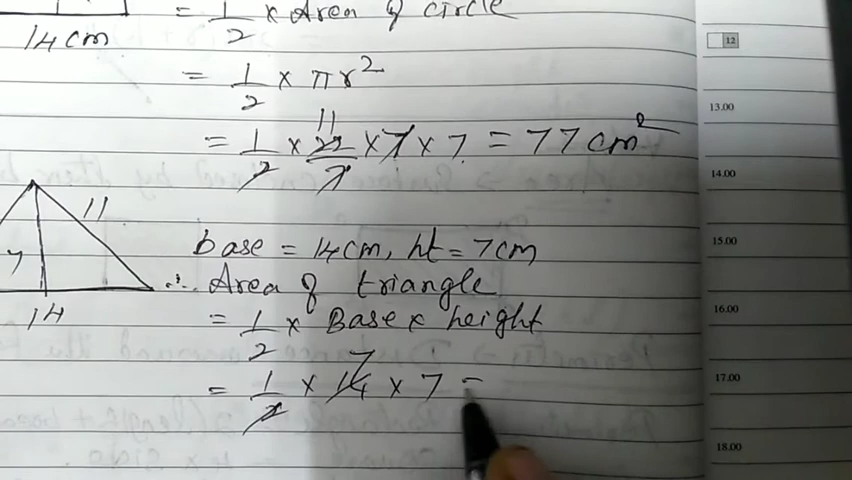 = 1/2 × Area of circle
14cm
= 1/2 × πr²
11
= 1/2 × 22/7 × 7 × 7 = 77 cm²
11
7
14
base = 14cm, ht = 7cm
∴ Area of triangle
= 1/2 × Base × height
7
= 1/2 × 14 × 7 =
12
13.00
14.00
15.00
16.00
17.00
18.00